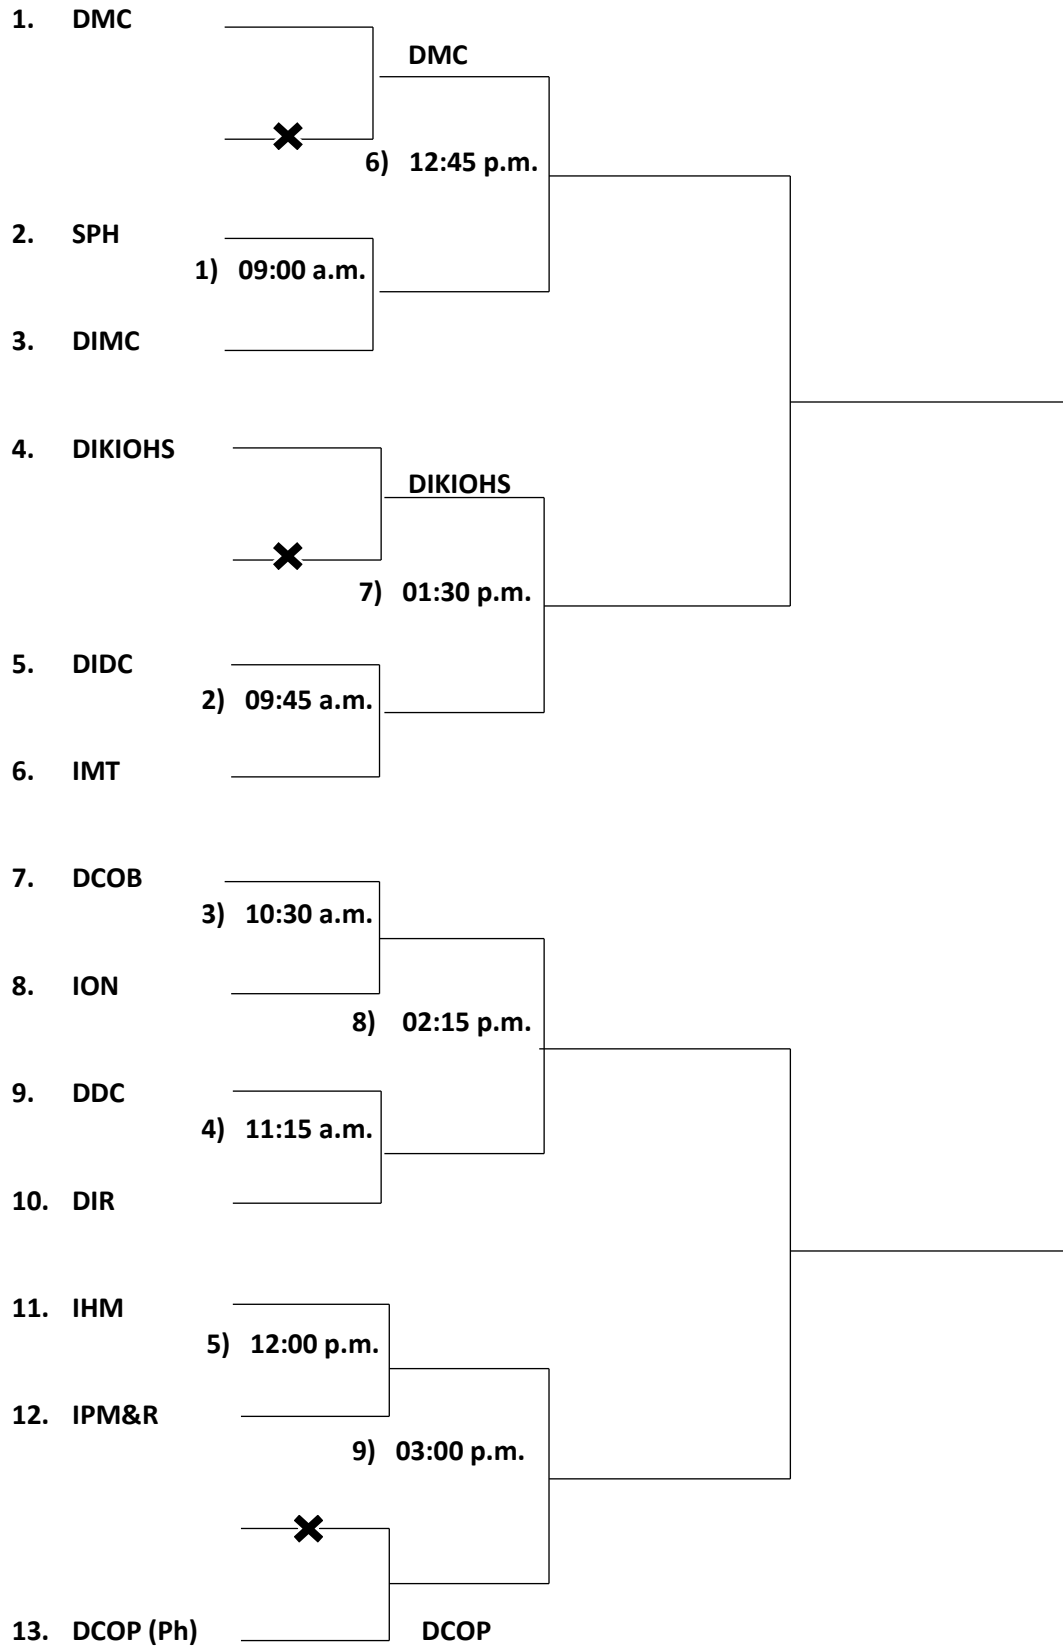 1. DMC
DMC
6) 12:45 p.m.
2. SPH
1) 09:00 a.m.
3. DIMC
4. DIKIOHS
DIKIOHS
7) 01:30 p.m.
5. DIDC
2) 09:45 a.m.
6. IMT
7. DCOB
3) 10:30 a.m.
8. ION
8) 02:15 p.m.
9. DDC
4) 11:15 a.m.
10. DIR
11. IHM
5) 12:00 p.m.
12. IPM&R
9) 03:00 p.m.
13. DCOP (Ph) DCOP